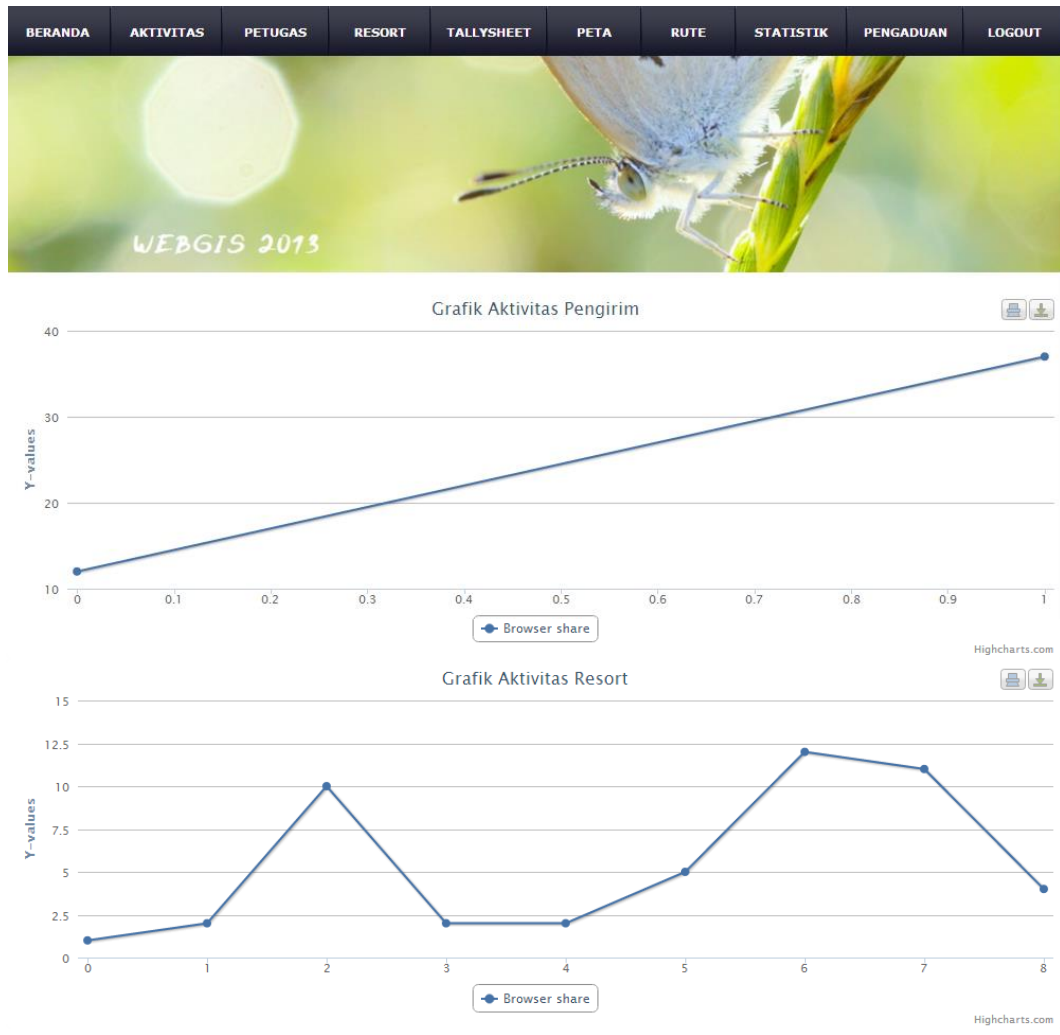 BERANDA AKTIVITAS PETUGAS RESORT TALLYSHEET PETA RUTE STATISTIK PENGADUAN LOGOUT
WEBGIS 2013
Grafik Aktivitas Pengirim
Y-values
40
30
20
10
0 0.1 0.2 0.3 0.4 0.5 0.6 0.7 0.8 0.9 1
Browser share
Highcharts.com
Grafik Aktivitas Resort
Y-values
15
12.5
10
7.5
5
2.5
0
0 1 2 3 4 5 6 7 8
Browser share
Highcharts.com